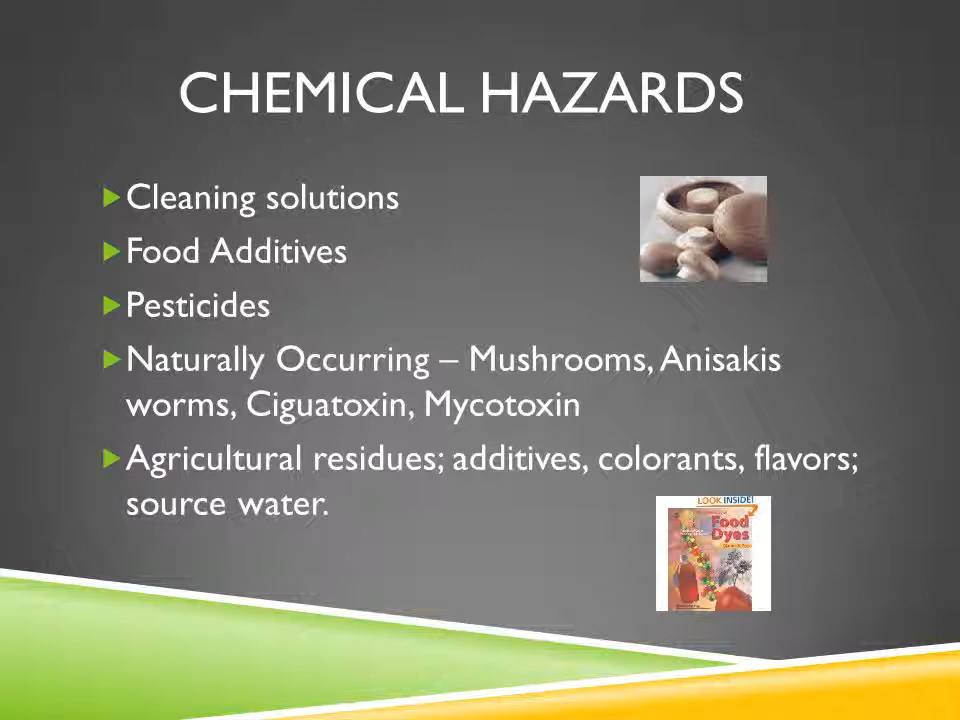 CHEMICAL HAZARDS
Cleaning solutions
Food Additives
Pesticides
Naturally Occurring – Mushrooms, Anisakis
worms, Ciguatoxin, Mycotoxin
Agricultural residues; additives, colorants, flavors;
source water.
LOOK INSIDE!
Food
Dyes